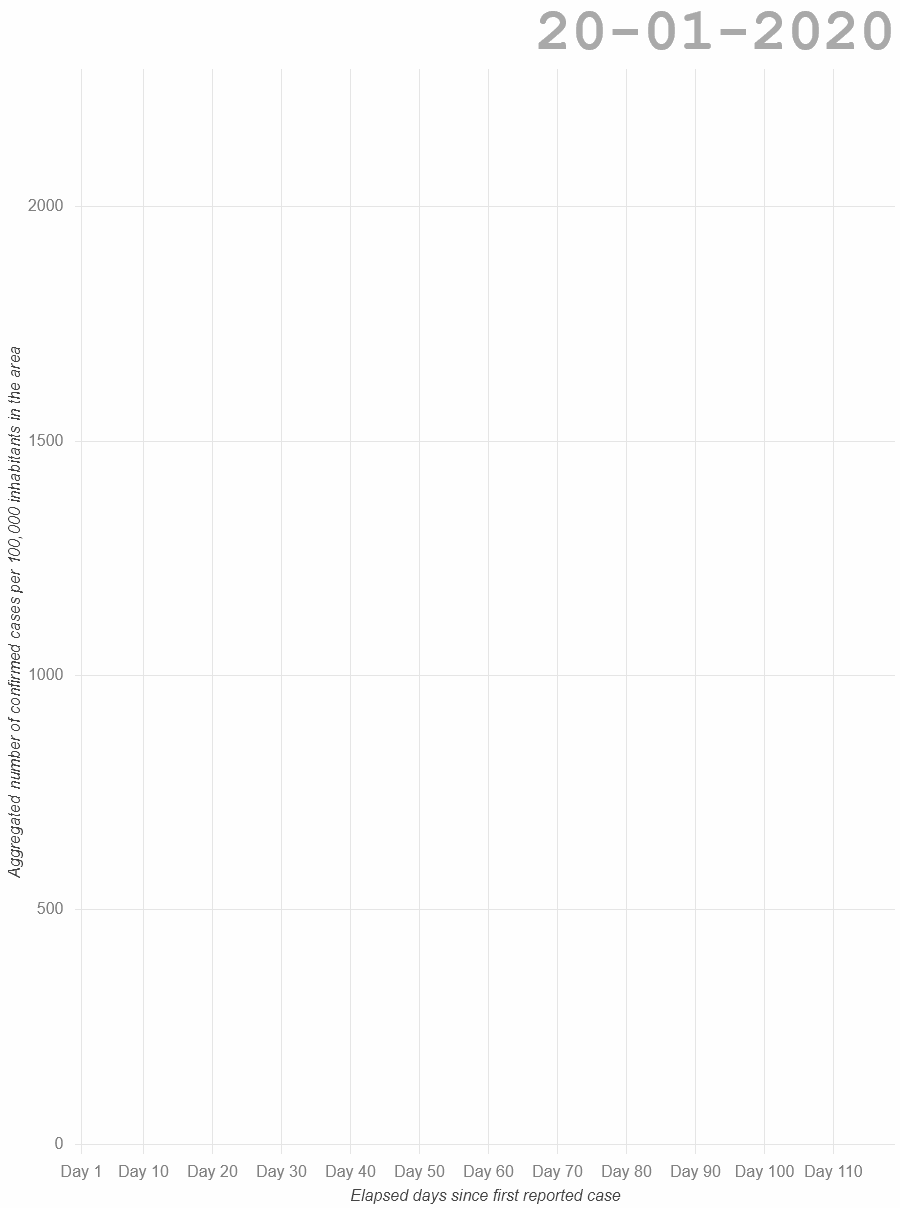 20-01-2020
Aggregated number of confirmed cases per 100,000 inhabitants in the area
2000
1500
1000
500
0
Day 1 Day 10 Day 20 Day 30 Day 40 Day 50 Day 60 Day 70 Day 80 Day 90 Day 100 Day 110
Elapsed days since first reported case